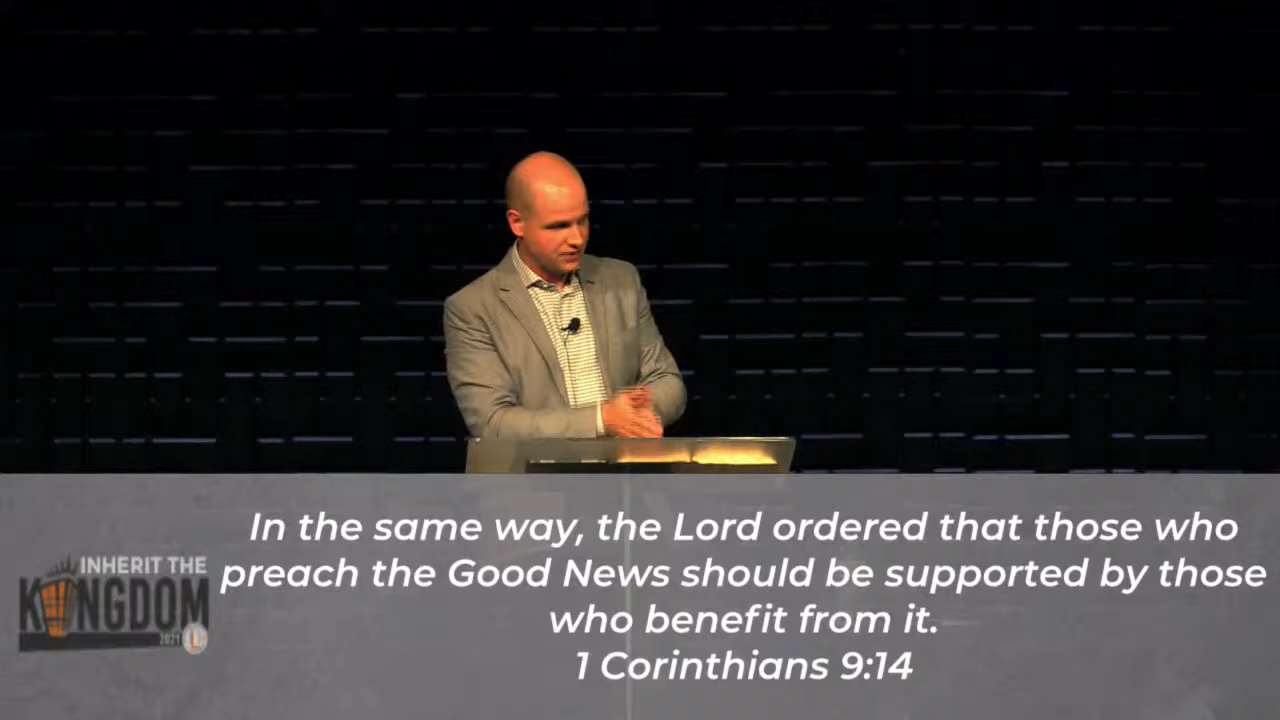 In the same way, the Lord ordered that those who
preach the Good News should be supported by those
who benefit from it.
1 Corinthians 9:14
INHERIT THE
KINGDOM
2021